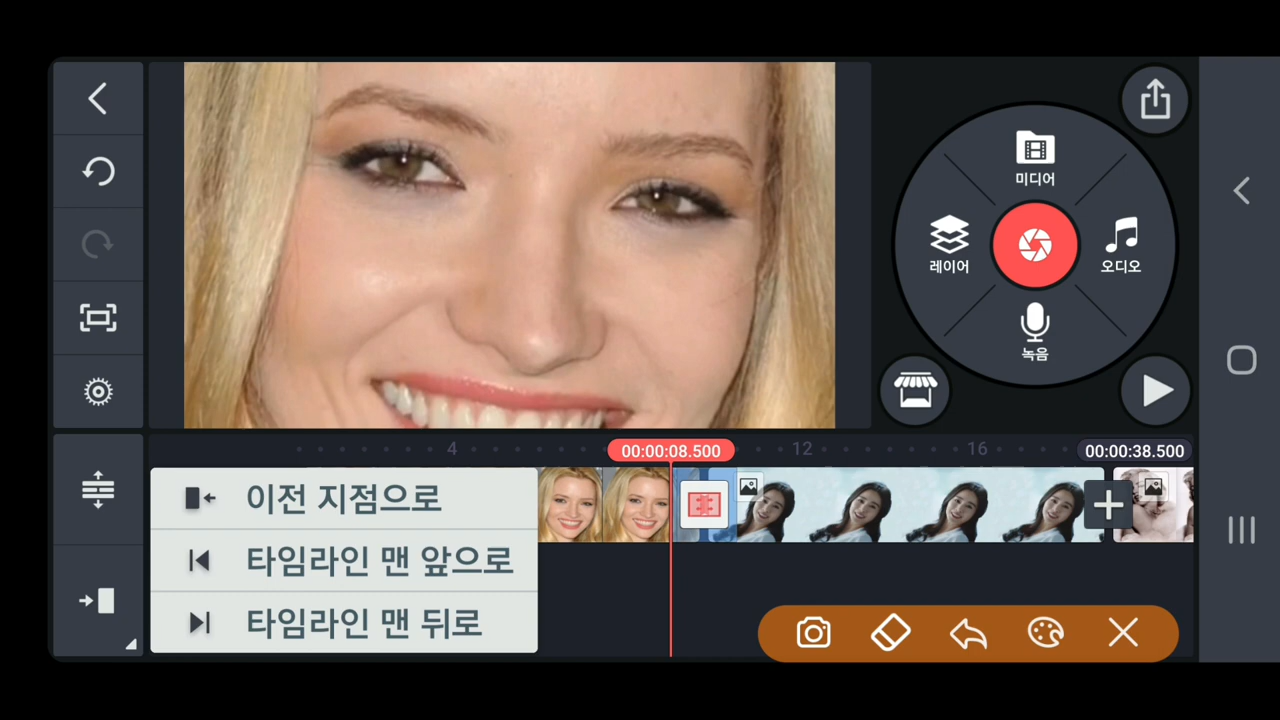 미디어
레이어
오디오
녹음
4
00:00:08.500
12
16
00:00:38.500
이전 지점으로
타임라인 맨 앞으로
타임라인 맨 뒤로